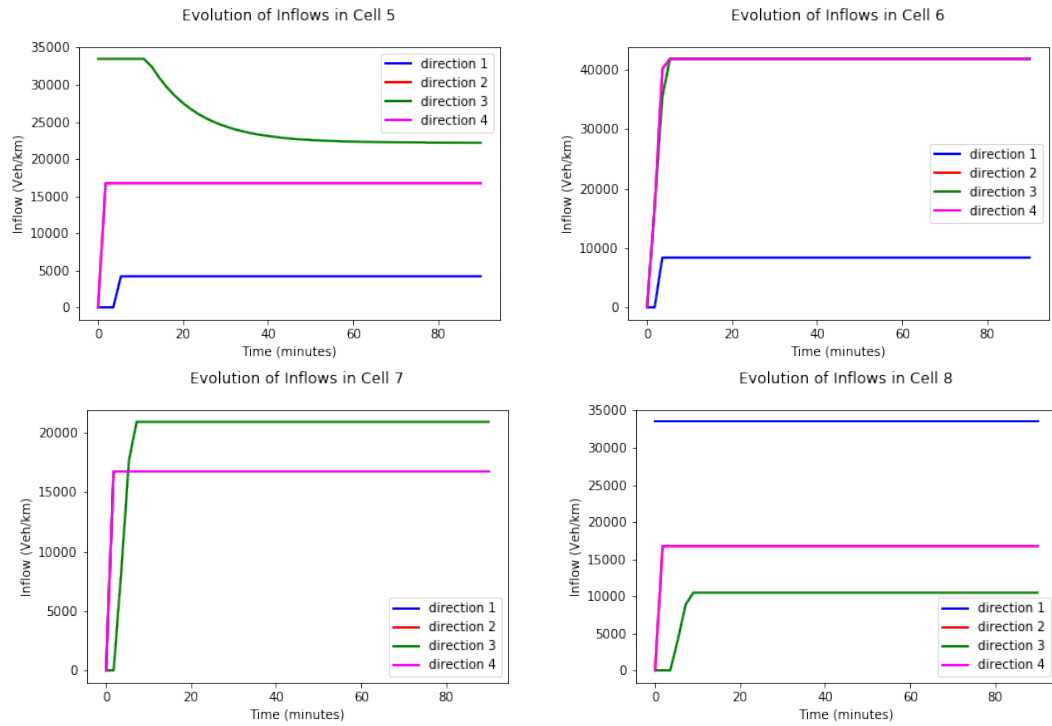 Evolution of Inflows in Cell 5
Inflow (Veh/km)
35000
30000
25000
20000
15000
10000
5000
0
direction 1
direction 2
direction 3
direction 4
0 20 40 60 80
Time (minutes)
Evolution of Inflows in Cell 6
Inflow (Veh/km)
40000
30000
20000
10000
0
direction 1
direction 2
direction 3
direction 4
0 20 40 60 80
Time (minutes)
Evolution of Inflows in Cell 7
Inflow (Veh/km)
20000
15000
10000
5000
0
direction 1
direction 2
direction 3
direction 4
0 20 40 60 80
Time (minutes)
Evolution of Inflows in Cell 8
Inflow (Veh/km)
35000
30000
25000
20000
15000
10000
5000
0
direction 1
direction 2
direction 3
direction 4
0 20 40 60 80
Time (minutes)